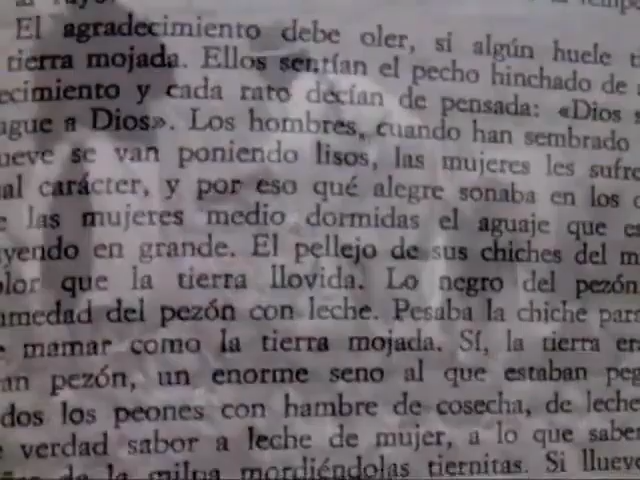 El agradecimiento debe oler, si algún huele
tierra mojada. Ellos sentían el pecho hinchado de
ecimiento y cada rato decían de pensada: «Dios
ague a Dios». Los hombres, cuando han sembrado
ueve se van poniendo lisos, las mujeres les sufre
al carácter, y por eso qué alegre sonaba en los
las mujeres medio dormidas el aguaje que
yendo en grande. El pellejo de sus chiches del m
lor que la tierra llovida. Lo negro del pezón
medad del pezón con leche. Pesaba la chiche par
mamar como la tierra mojada. Sí, la tierra er
an pezón, un enorme seno al que estaban peg
dos los peones con hambre de cosecha, de leche
verdad sabor a leche de mujer, a lo que sabe
de la milpa mordiéndolas tiernitas. Si llueve